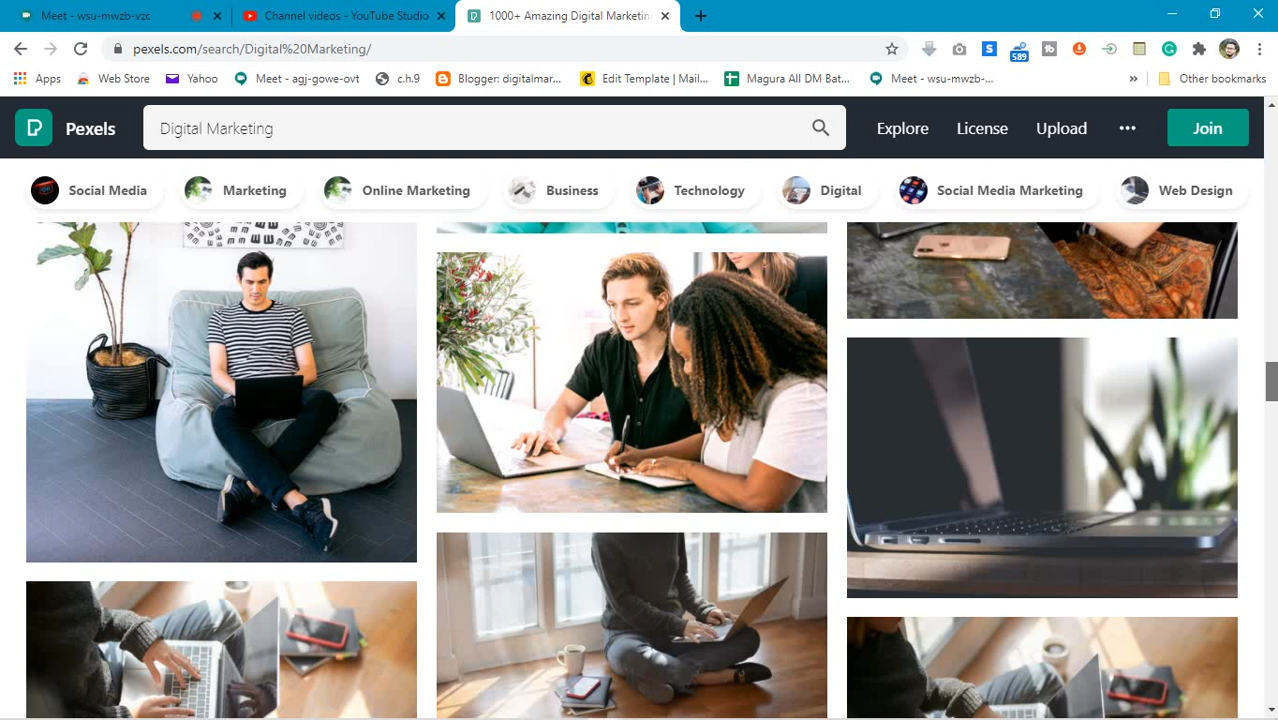 Meet - wsu-mwzb-vzc
Channel videos - YouTube Studio
1000+ Amazing Digital Marketin
pexels.com/search/Digital%20Marketing/
589
Apps
Web Store
Yahoo
Meet - agj-gowe-ovt
c.h.9
Blogger: digitalmar...
Edit Template | Mail...
Magura All DM Bat...
Meet - wsu-mwzb-...
»
Other bookmarks
Pexels
Digital Marketing
Explore
License
Upload
•••
Join
Social Media
Marketing
Online Marketing
Business
Technology
Digital
Social Media Marketing
Web Design